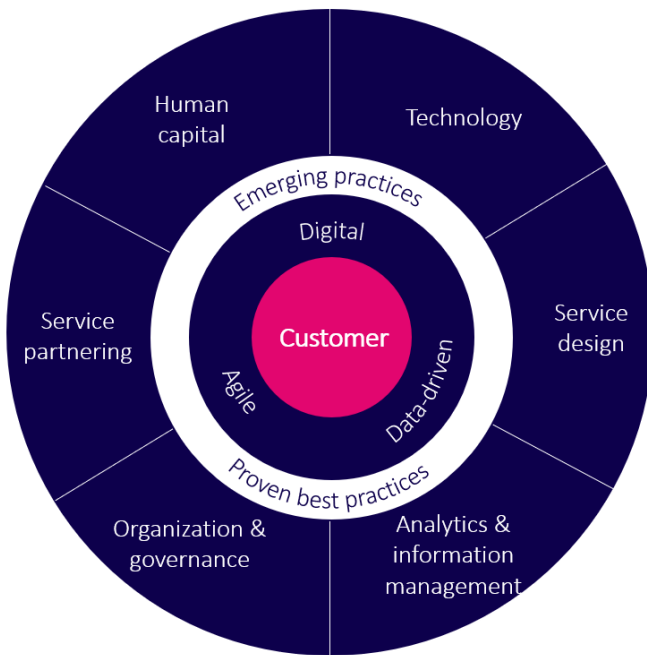 Human
capital
Technology
Emerging practices
Digital
Service
partnering
Customer
Service
design
Agile
Data-driven
Proven best practices
Organization &
governance
Analytics &
information
management